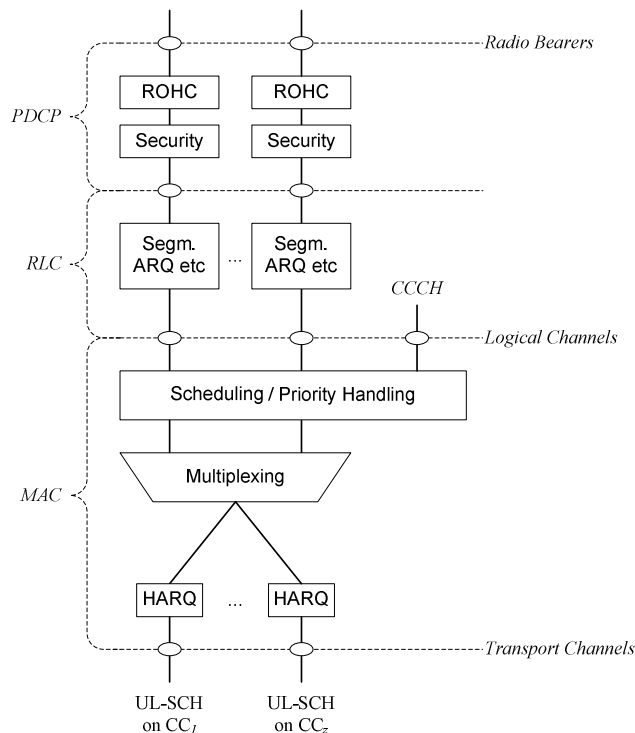 Radio Bearers
ROHC
ROHC
PDCP
Security
Security
Segm.
ARQ etc
...
Segm.
ARQ etc
RLC
CCCH
Logical Channels
Scheduling / Priority Handling
Multiplexing
MAC
HARQ
...
HARQ
Transport Channels
UL-SCH
on CC1
UL-SCH
on CCz